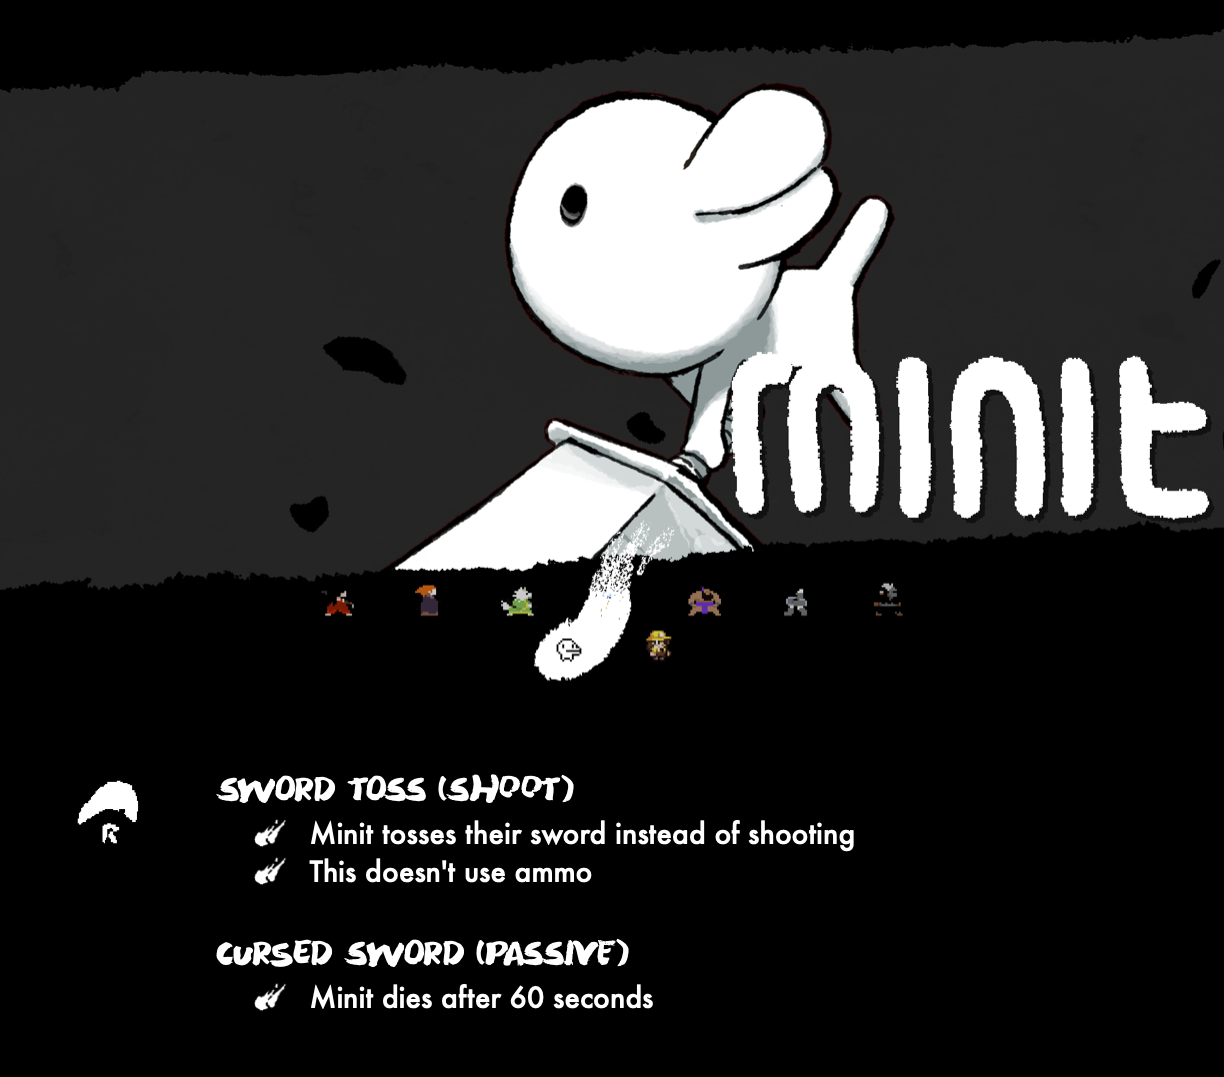 minit
R
SWORD TOSS (SHOOT)
Minit tosses their sword instead of shooting
This doesn't use ammo
CURSED SWORD (PASSIVE)
Minit dies after 60 seconds